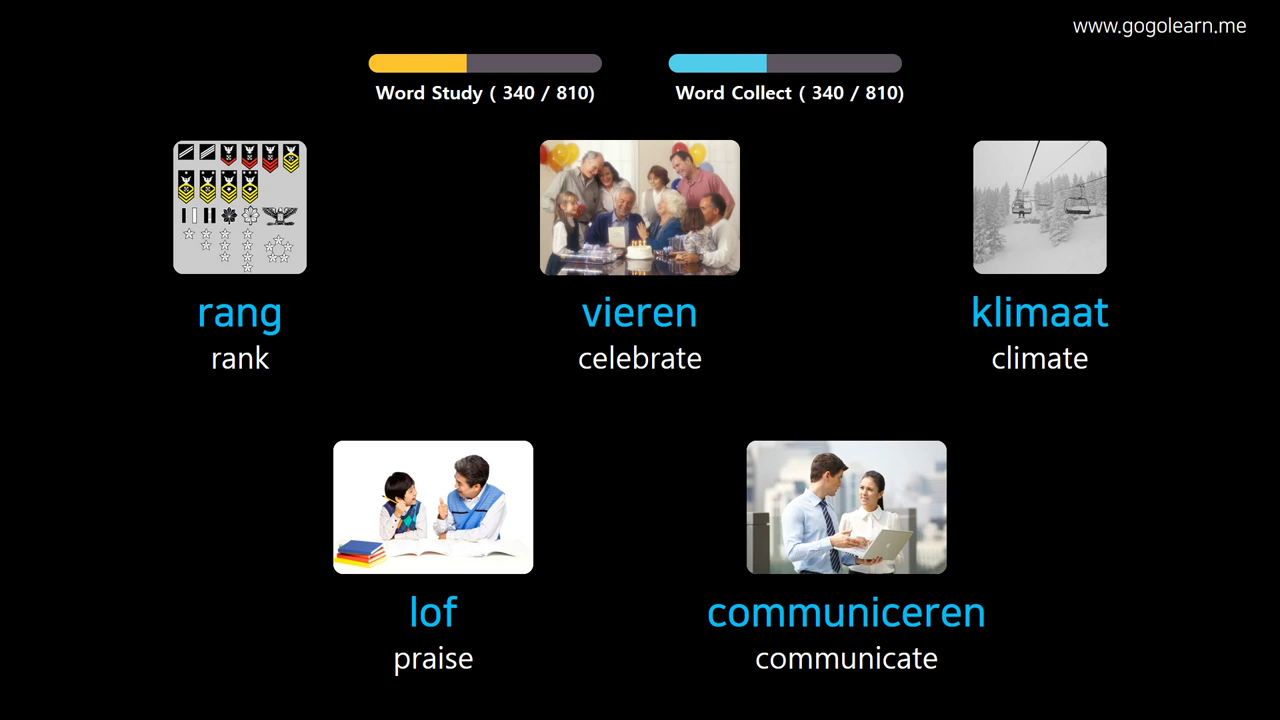 www.gogolearn.me
Word Study ( 340 / 810)
Word Collect ( 340 / 810)
rang
rank
vieren
celebrate
klimaat
climate
lof
praise
communiceren
communicate